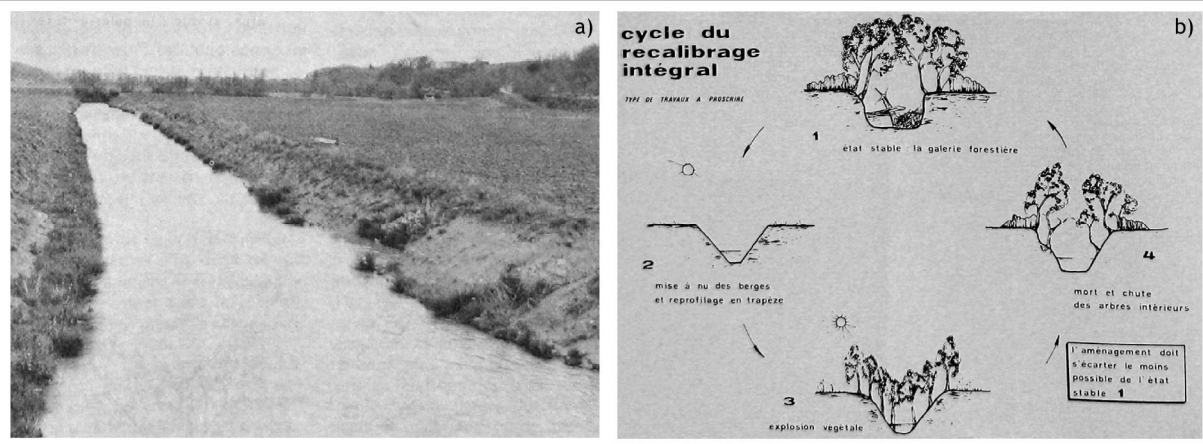 a)
b)
cycle du
recalibrage
intégral
TYPE DE TRAVAUX A PROSCRIRE
1
état stable : la galerie forestière
2
mise à nu des berges
et reprofilage en trapèze
4
mort et chute
des arbres intérieurs
3
explosion végétale
l'aménagement doit
s'écarter le moins
possible de l'état
stable 1